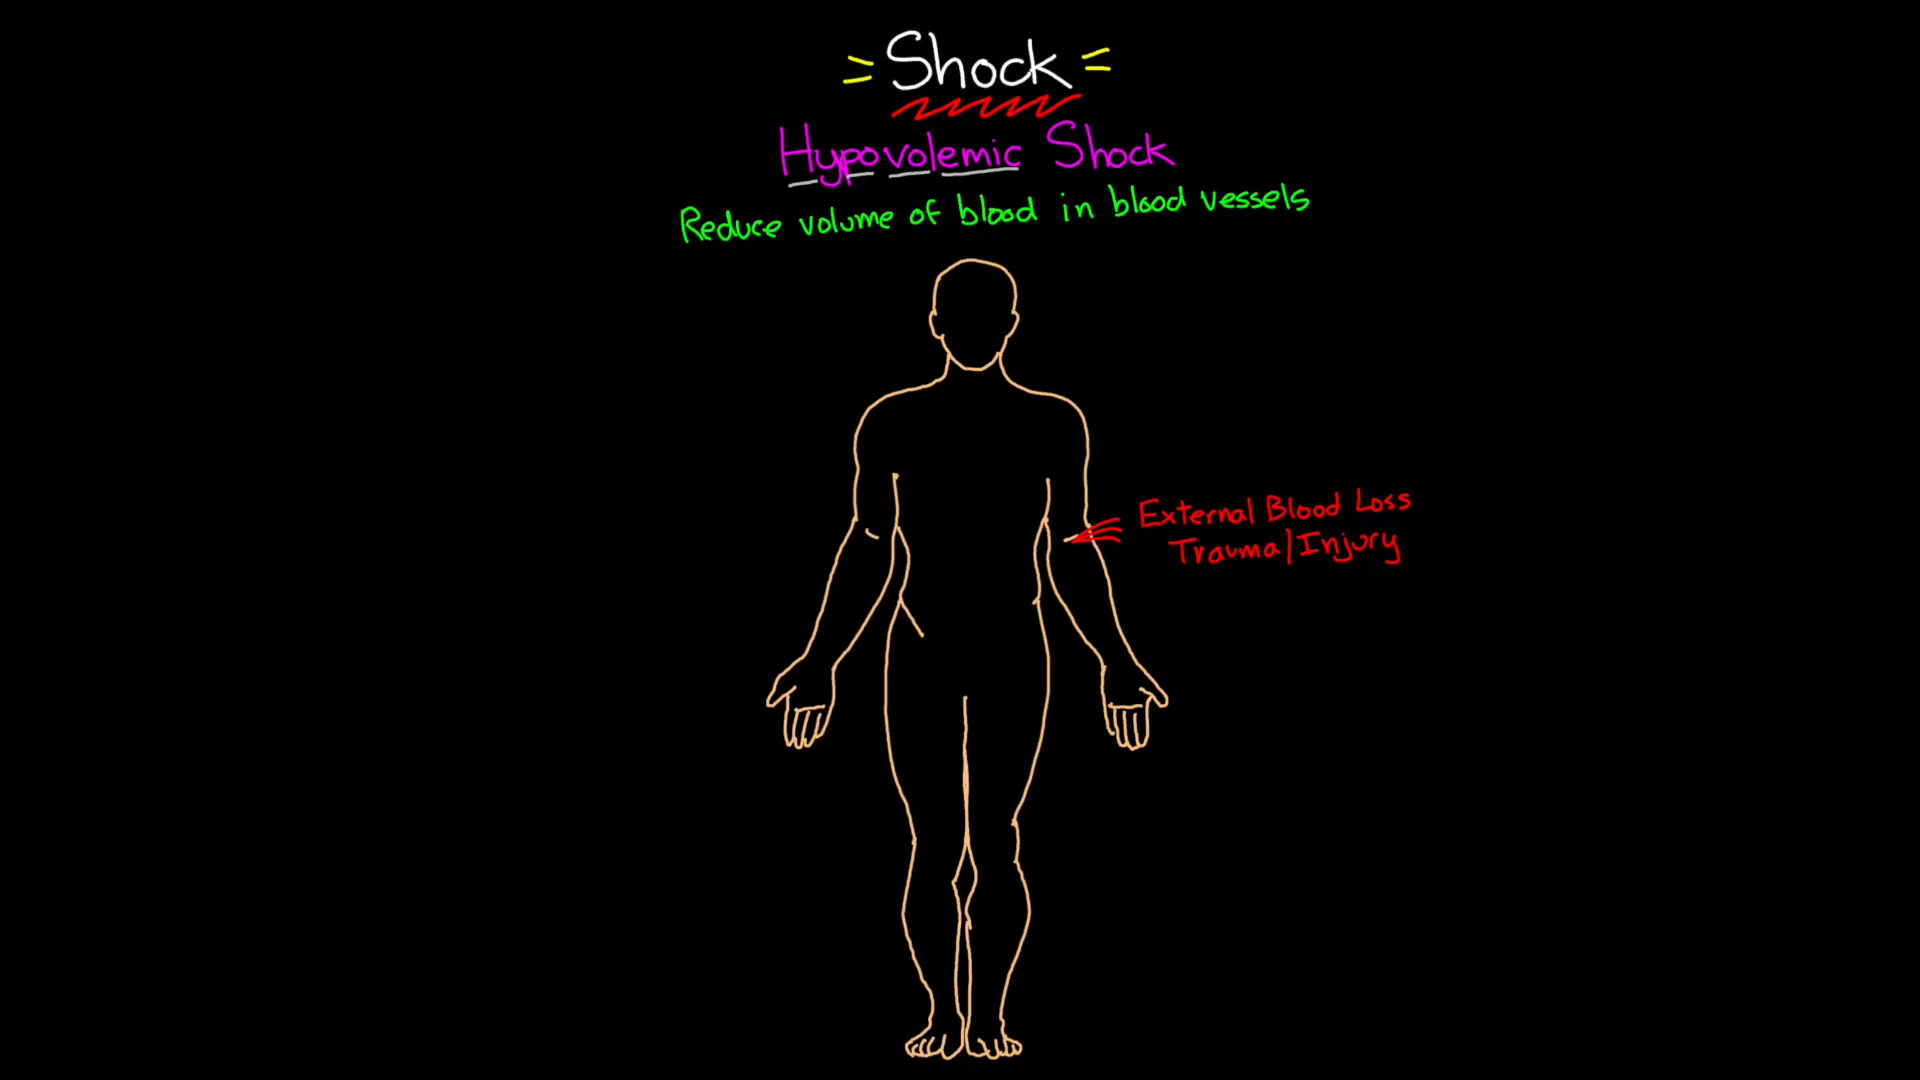 Shock
Hypovolemic Shock
Reduce volume of blood in blood vessels
External Blood Loss
Trauma/Injury